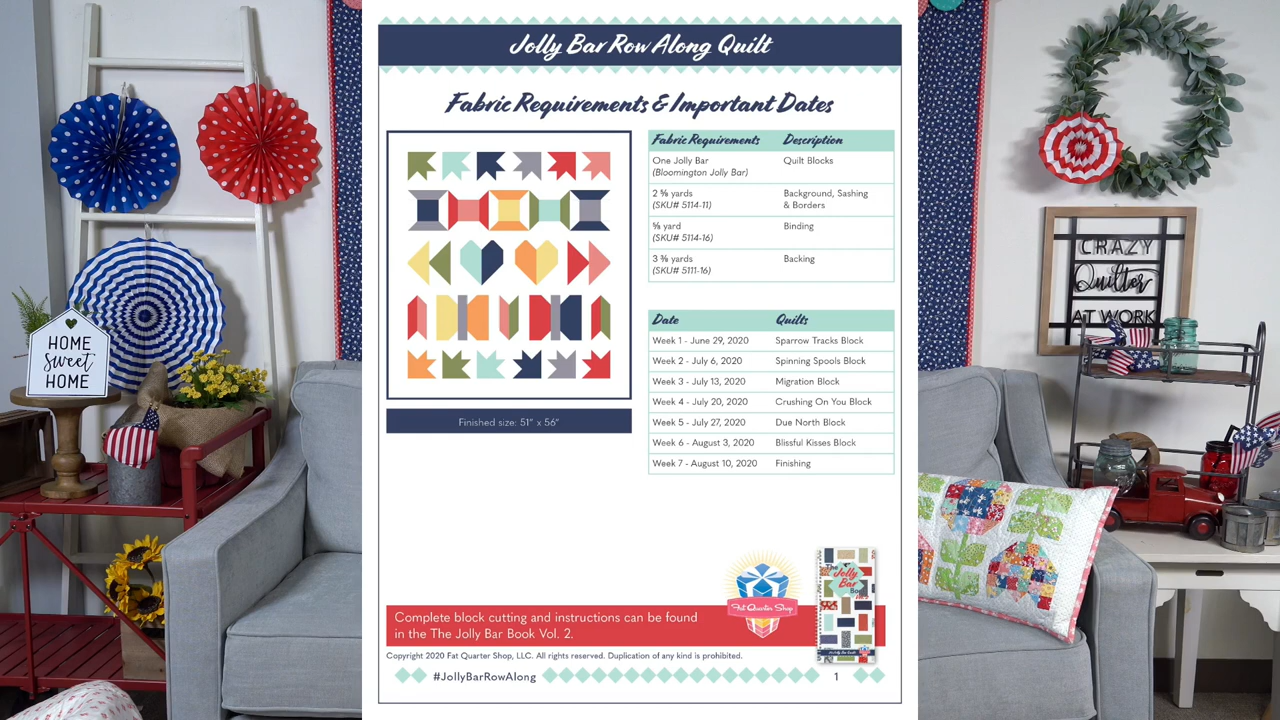 Jolly Bar Row Along Quilt
Fabric Requirements & Important Dates
Fabric Requirements Description
One Jolly Bar Quilt Blocks
(Bloomington Jolly Bar)
2 ⅝ yards Background, Sashing
(SKU# 5114-11) & Borders
⅝ yard Binding
(SKU# 5114-16)
3 ⅜ yards Backing
(SKU# 5111-16)
Finished size: 51" x 56"
Date Quilts
Week 1 - June 29, 2020 Sparrow Tracks Block
Week 2 - July 6, 2020 Spinning Spools Block
Week 3 - July 13, 2020 Migration Block
Week 4 - July 20, 2020 Crushing On You Block
Week 5 - July 27, 2020 Due North Block
Week 6 - August 3, 2020 Blissful Kisses Block
Week 7 - August 10, 2020 Finishing
Fat Quarter Shop
The
Jolly
Bar
Book
Complete block cutting and instructions can be found
in the The Jolly Bar Book Vol. 2.
Copyright 2020 Fat Quarter Shop, LLC. All rights reserved. Duplication of any kind is prohibited.
#JollyBarRowAlong
1
HOME
sweet
HOME
CRAZY
Quilter
AT WORK